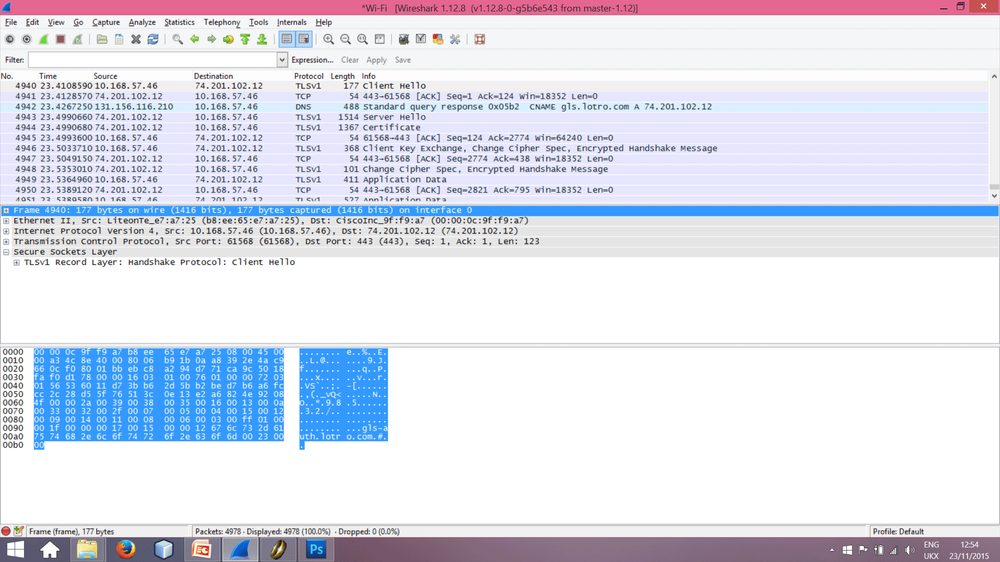 *Wi-Fi [Wireshark 1.12.8 (v1.12.8-0-g5b6e543 from master-1.12)]
File Edit View Go Capture Analyze Statistics Telephony Tools Internals Help
Filter: Expression... Clear Apply Save
No. Time Source Destination Protocol Length Info
4940 23.4108590 10.168.57.46 74.201.102.12 TLSv1 177 Client Hello
4941 23.4128570 74.201.102.12 10.168.57.46 TCP 54 443→61568 [ACK] Seq=1 Ack=124 Win=18352 Len=0
4942 23.4267250 131.156.116.210 10.168.57.46 DNS 488 Standard query response 0x05b2 CNAME gls.lotro.com A 74.201.102.12
4943 23.4990660 74.201.102.12 10.168.57.46 TLSv1 1514 Server Hello
4944 23.4990680 74.201.102.12 10.168.57.46 TLSv1 1367 Certificate
4945 23.4993600 10.168.57.46 74.201.102.12 TCP 54 61568→443 [ACK] Seq=124 Ack=2774 Win=64240 Len=0
4946 23.5033710 10.168.57.46 74.201.102.12 TLSv1 368 Client Key Exchange, Change Cipher Spec, Encrypted Handshake Message
4947 23.5049150 74.201.102.12 10.168.57.46 TCP 54 443→61568 [ACK] Seq=2774 Ack=438 Win=18352 Len=0
4948 23.5353010 74.201.102.12 10.168.57.46 TLSv1 101 Change Cipher Spec, Encrypted Handshake Message
4949 23.5364960 10.168.57.46 74.201.102.12 TLSv1 411 Application Data
4950 23.5389120 74.201.102.12 10.168.57.46 TCP 54 443→61568 [ACK] Seq=2821 Ack=795 Win=18352 Len=0
4951 23.5389580 10.168.57.46 74.201.102.12 TLSv1 527 Application Data
Frame 4940: 177 bytes on wire (1416 bits), 177 bytes captured (1416 bits) on interface 0
Ethernet II, Src: LiteonTe_e7:a7:25 (b8:ee:65:e7:a7:25), Dst: CiscoInc_9f:f9:a7 (00:00:0c:9f:f9:a7)
Internet Protocol Version 4, Src: 10.168.57.46 (10.168.57.46), Dst: 74.201.102.12 (74.201.102.12)
Transmission Control Protocol, Src Port: 61568 (61568), Dst Port: 443 (443), Seq: 1, Ack: 1, Len: 123
Secure Sockets Layer
TLSv1 Record Layer: Handshake Protocol: Client Hello
0000 00 00 0c 9f f9 a7 b8 ee 65 e7 a7 25 08 00 45 00 ........ e..%..E.
0010 00 a3 4c 8e 40 00 80 06 b9 1b 0a a8 39 2e 4a c9 ..L.@... ....9.J.
0020 66 0c f0 80 01 bb eb c8 a2 94 d7 71 ca 9c 50 18 f....... ...q..P.
0030 fa f0 d1 78 00 00 16 03 01 00 76 01 00 00 72 03 ...x.... ..v...r.
0040 01 56 53 60 11 d7 3b b6 2d 5b b2 be d7 b6 a6 fc .VS`..;. -[......
0050 cc 2c 28 d5 5f 76 51 3c 0e 13 e2 a6 82 4e 92 08 .,(._vQ< .....N..
0060 4f 00 00 2a 00 39 00 38 00 35 00 16 00 13 00 0a O..*.9.8 .5......
0070 00 33 00 32 00 2f 00 07 00 05 00 04 00 15 00 12 .3.2./.. ........
0080 00 09 00 14 00 11 00 08 00 06 00 03 00 ff 01 00 ........ ........
0090 00 1f 00 00 00 17 00 15 00 00 12 67 6c 73 2d 61 ........ ...gls-a
00a0 75 74 68 2e 6c 6f 74 72 6f 2e 63 6f 6d 00 23 00 uth.lotr o.com.#.
00b0 00 .
Frame (frame), 177 bytes Packets: 4978 · Displayed: 4978 (100.0%) · Dropped: 0 (0.0%) Profile: Default
Ps ENG 12:54
UKX 23/11/2015